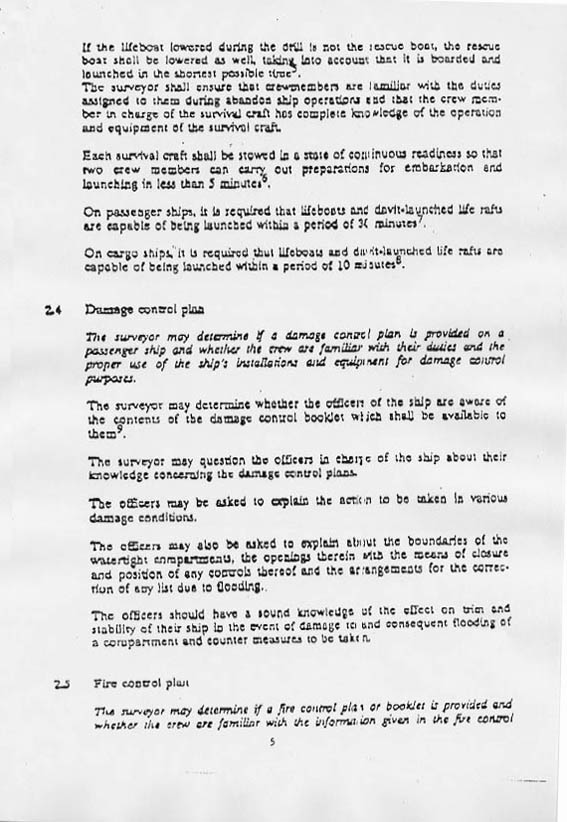 If the lifeboat lowered during the drill is not the rescue boat, the rescue
boat shall be lowered as well, taking into account that it is boarded and
launched in the shortest possible time⁵.
The surveyor shall ensure that crewmembers are familiar with the duties
assigned to them during abandon ship operations and that the crew mem-
ber in charge of the survival craft has complete knowledge of the operation
and equipment of the survival craft.
Each survival craft shall be stowed in a state of continuous readiness so that
two crew members can carry out preparations for embarkation and
launching in less than 5 minutes⁶.
On passenger ships, it is required that lifeboats and davit-launched life rafts
are capable of being launched within a period of 30 minutes⁷.
On cargo ships, it is required that lifeboats and davit-launched life rafts are
capable of being launched within a period of 10 minutes⁸.
2.4 Damage control plan
The surveyor may determine if a damage control plan is provided on a
passenger ship and whether the crew are familiar with their duties and the
proper use of the ship's installations and equipment for damage control
purposes.
The surveyor may determine whether the officers of the ship are aware of
the contents of the damage control booklet which shall be available to
them⁹.
The surveyor may question the officers in charge of the ship about their
knowledge concerning the damage control plans.
The officers may be asked to explain the action to be taken in various
damage conditions.
The officers may also be asked to explain about the boundaries of the
watertight compartments, the openings therein with the means of closure
and position of any controls thereof and the arrangements for the correc-
tion of any list due to flooding.
The officers should have a sound knowledge of the effect on trim and
stability of their ship in the event of damage to and consequent flooding of
a compartment and counter measures to be taken.
2.5 Fire control plan
The surveyor may determine if a fire control plan or booklet is provided and
whether the crew are familiar with the information given in the fire control
5